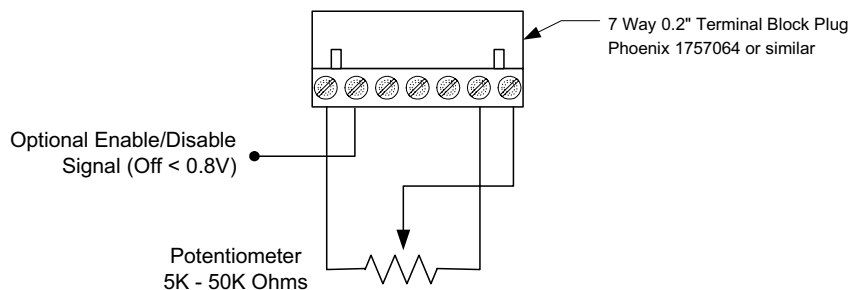 7 Way 0.2" Terminal Block Plug
Phoenix 1757064 or similar
Optional Enable/Disable
Signal (Off < 0.8V)
Potentiometer
5K - 50K Ohms